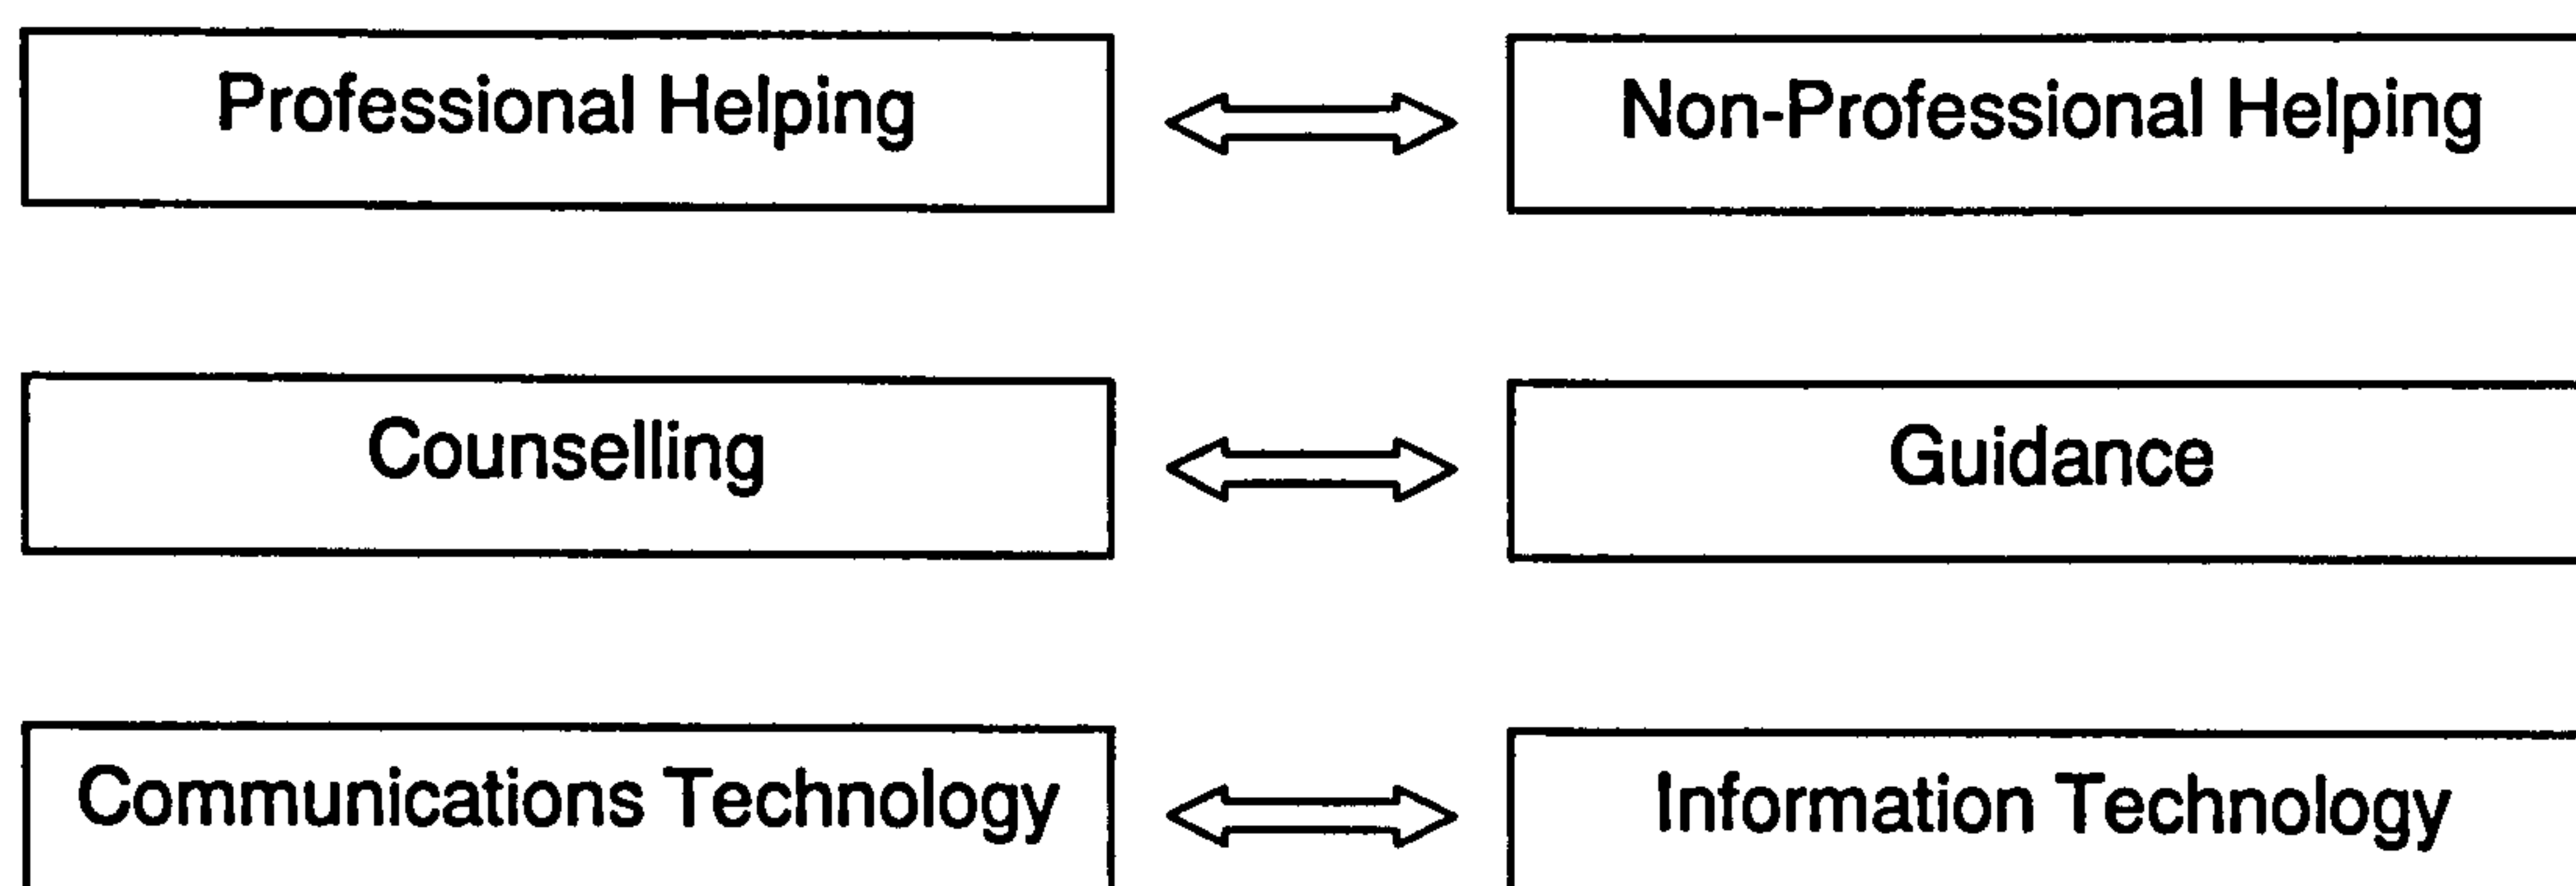 Professional Helping
Non-Professional Helping
Counselling
Guidance
Communications Technology
Information Technology